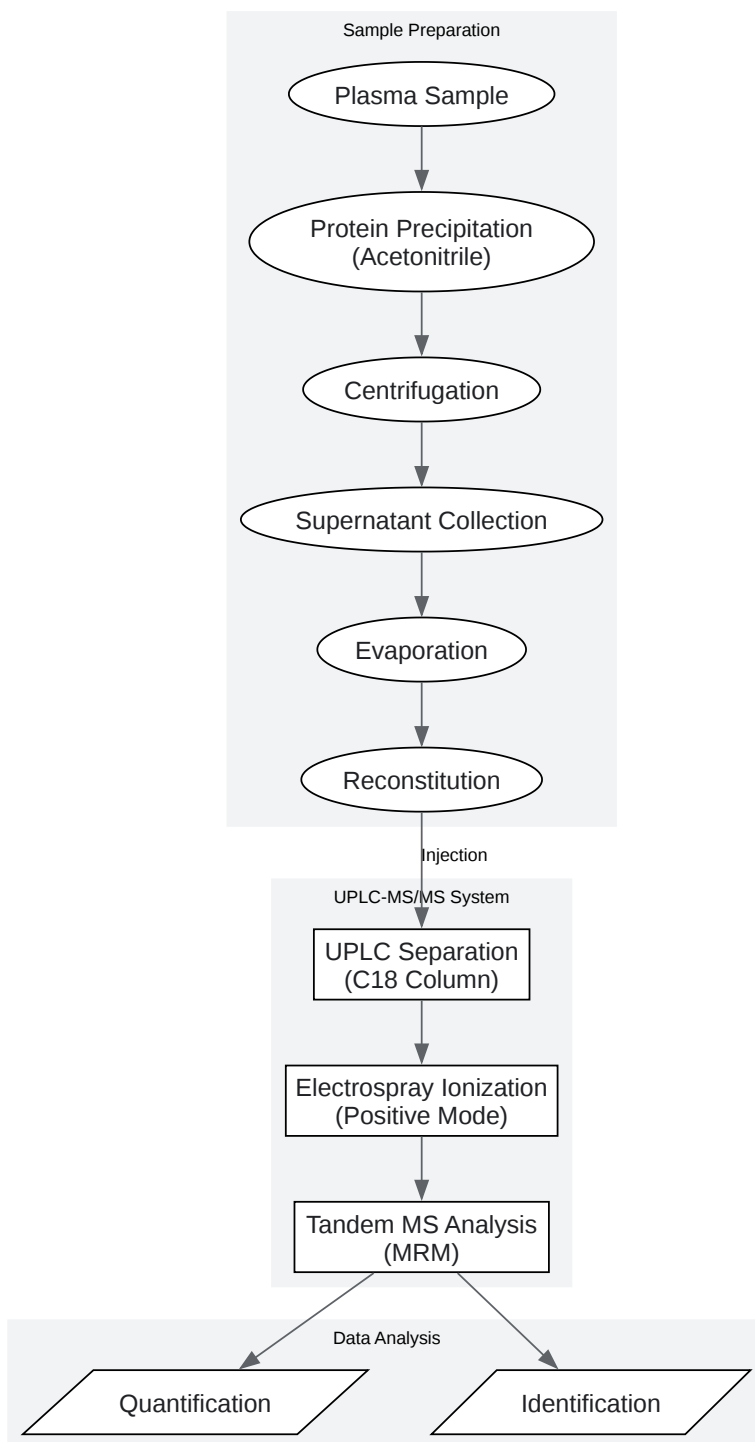 Sample Preparation
Plasma Sample
Protein Precipitation
(Acetonitrile)
Centrifugation
Supernatant Collection
Evaporation
Reconstitution
Injection
UPLC-MS/MS System
UPLC Separation
(C18 Column)
Electrospray Ionization
(Positive Mode)
Tandem MS Analysis
(MRM)
Data Analysis
Quantification
Identification